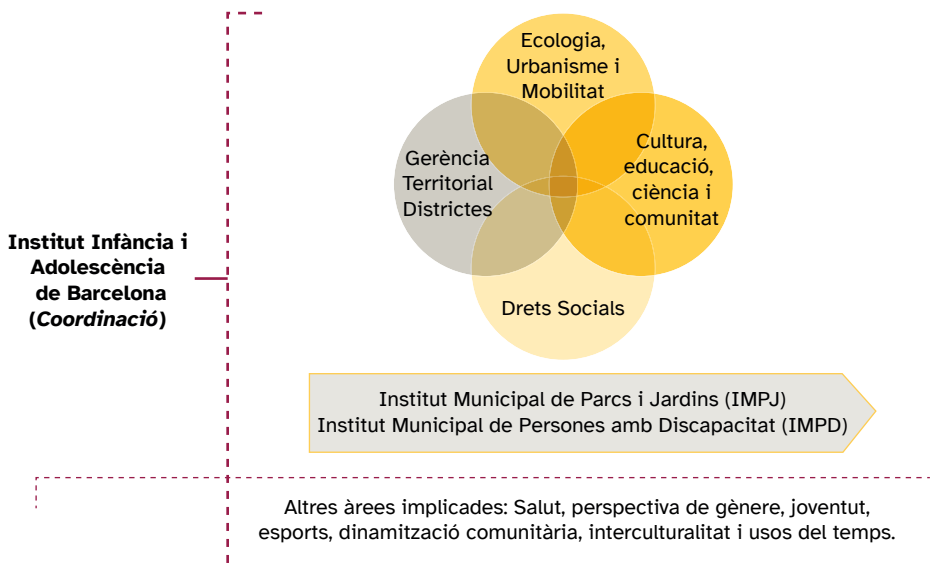 Ecologia,
Urbanisme i
Mobilitat
Gerència
Territorial
Districtes
Cultura,
educació,
ciència i
comunitat
Drets Socials
Institut Infància i
Adolescència
de Barcelona
(Coordinació)
Institut Municipal de Parcs i Jardins (IMPJ)
Institut Municipal de Persones amb Discapacitat (IMPD)
Altres àrees implicades: Salut, perspectiva de gènere, joventut,
esports, dinamització comunitària, interculturalitat i usos del temps.